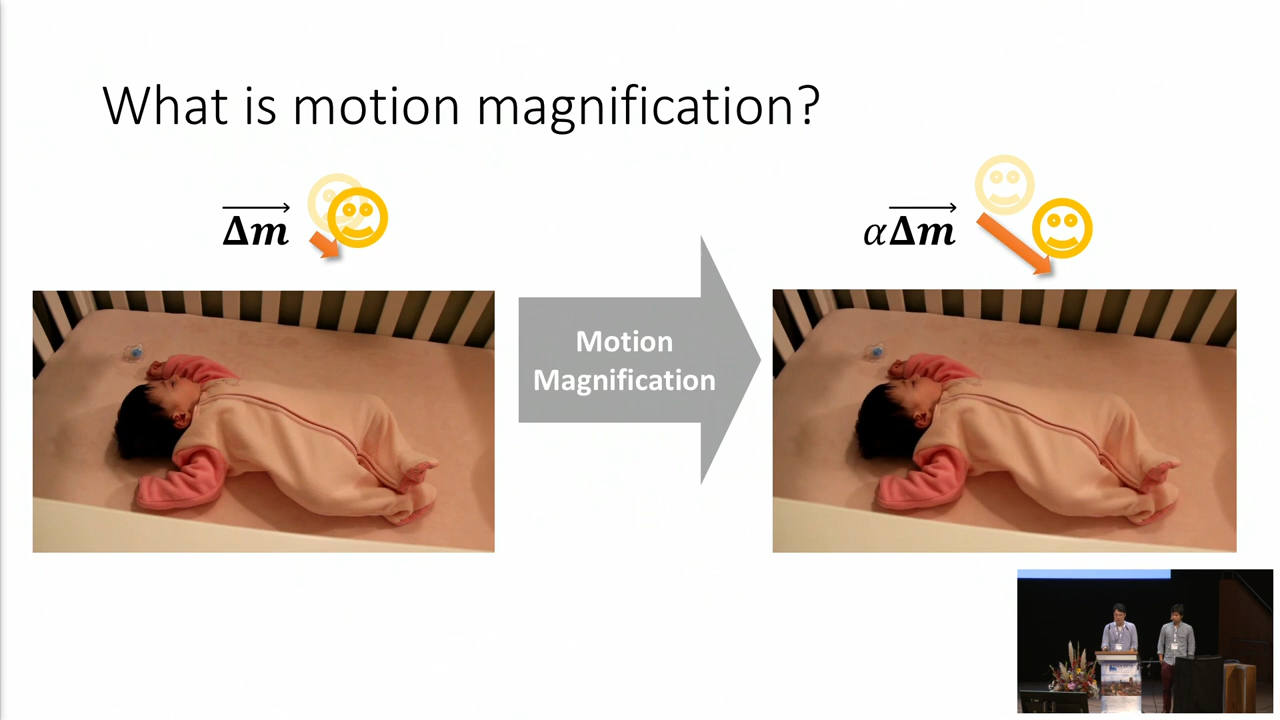 What is motion magnification?
Δm
αΔm
Motion
Magnification